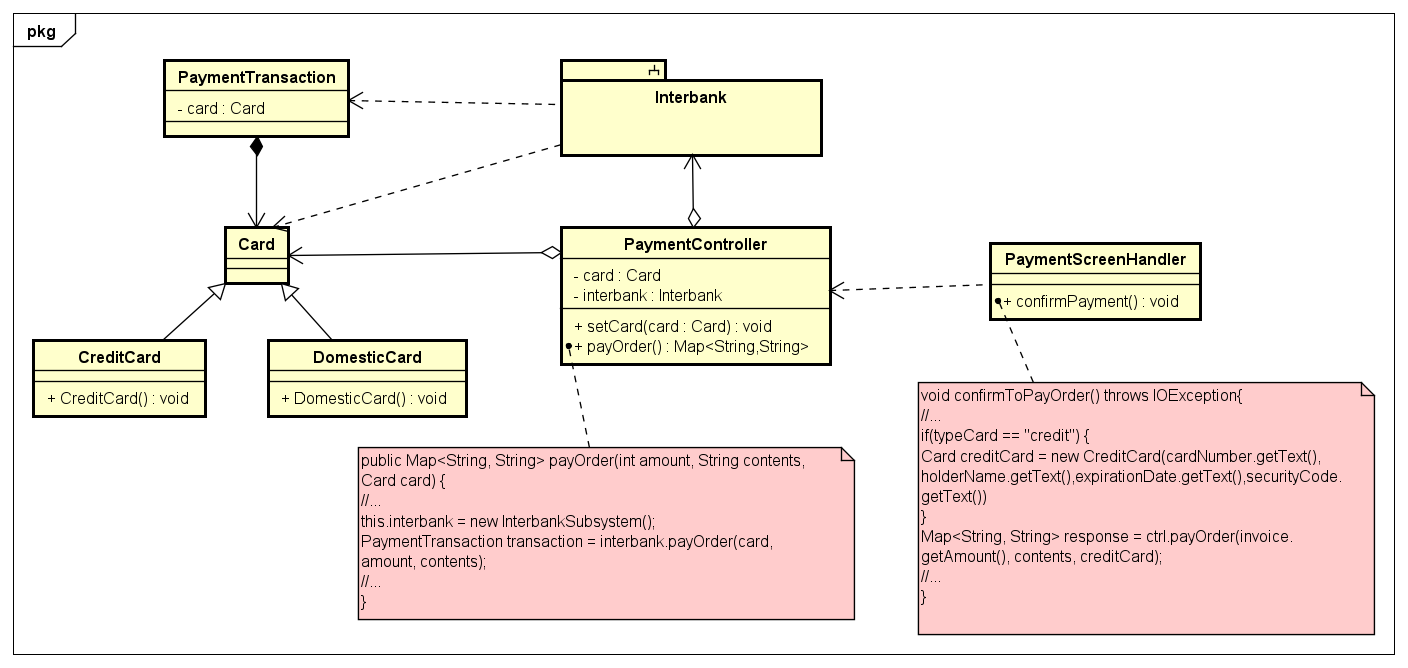 pkg
PaymentTransaction
- card : Card
Interbank
Card
PaymentController
- card : Card
- interbank : Interbank
+ setCard(card : Card) : void
+ payOrder() : Map<String,String>
PaymentScreenHandler
+ confirmPayment() : void
CreditCard
+ CreditCard() : void
DomesticCard
+ DomesticCard() : void
public Map<String, String> payOrder(int amount, String contents,
Card card) {
//...
this.interbank = new InterbankSubsystem();
PaymentTransaction transaction = interbank.payOrder(card,
amount, contents);
//...
}
void confirmToPayOrder() throws IOException{
//...
if(typeCard == "credit") {
Card creditCard = new CreditCard(cardNumber.getText(),
holderName.getText(),expirationDate.getText(),securityCode.
getText())
}
Map<String, String> response = ctrl.payOrder(invoice.
getAmount(), contents, creditCard);
//...
}